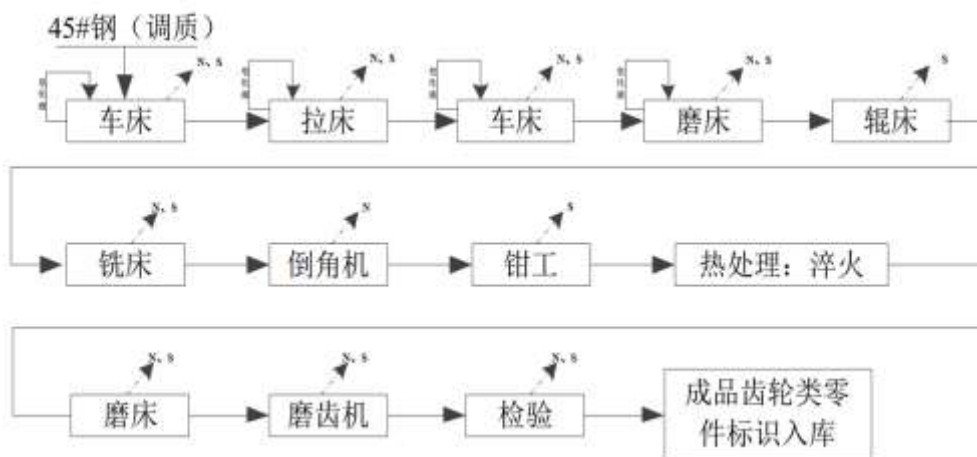 45#钢（调质）
N、S
N、S
N、S
N、S
S
车床
拉床
车床
磨床
辊床
N、S
N
S
铣床
倒角机
钳工
热处理：淬火
N、S
N、S
N、S
磨床
磨齿机
检验
成品齿轮类零
件标识入库